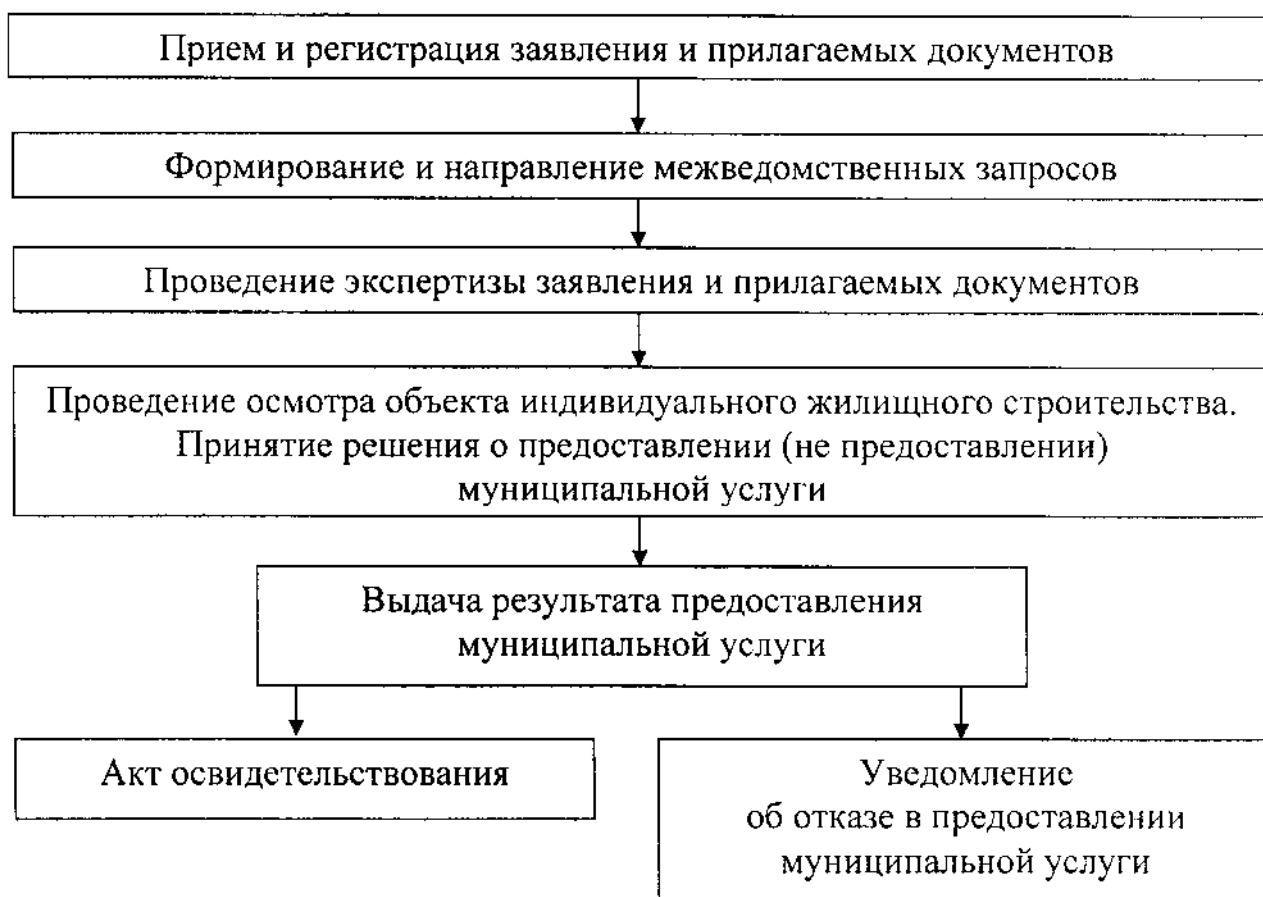 Прием и регистрация заявления и прилагаемых документов
Формирование и направление межведомственных запросов
Проведение экспертизы заявления и прилагаемых документов
Проведение осмотра объекта индивидуального жилищного строительства.
Принятие решения о предоставлении (не предоставлении)
муниципальной услуги
Выдача результата предоставления
муниципальной услуги
Акт освидетельствования
Уведомление
об отказе в предоставлении
муниципальной услуги